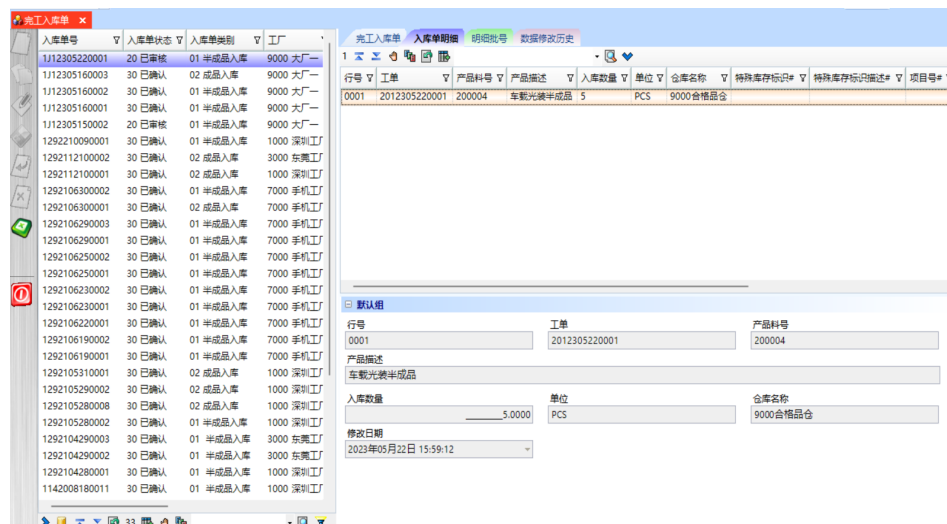 完工入库单
入库单号 入库单状态 入库单类别 工厂
1J12305220001 20 已审核 01 半成品入库 9000 大厂一
1J12305160003 30 已确认 02 成品入库 9000 大厂一
1J12305160002 30 已确认 01 半成品入库 9000 大厂一
1J12305160001 30 已确认 01 半成品入库 9000 大厂一
1J12305150002 20 已审核 01 半成品入库 9000 大厂一
1292210090001 30 已确认 01 半成品入库 1000 深圳工厂
1292112100002 30 已确认 02 成品入库 3000 东莞工厂
1292112100001 30 已确认 02 成品入库 1000 深圳工厂
1292106300002 30 已确认 01 半成品入库 7000 手机工厂
1292106300001 30 已确认 02 成品入库 7000 手机工厂
1292106290003 30 已确认 01 半成品入库 7000 手机工厂
1292106290001 30 已确认 01 半成品入库 7000 手机工厂
1292106250002 30 已确认 01 半成品入库 7000 手机工厂
1292106250001 30 已确认 01 半成品入库 7000 手机工厂
1292106230002 30 已确认 01 半成品入库 7000 手机工厂
1292106230001 30 已确认 01 半成品入库 7000 手机工厂
1292106220001 30 已确认 01 半成品入库 7000 手机工厂
1292106190002 30 已确认 01 半成品入库 7000 手机工厂
1292106190001 30 已确认 01 半成品入库 7000 手机工厂
1292105310001 30 已确认 02 成品入库 1000 深圳工厂
1292105290002 30 已确认 02 成品入库 1000 深圳工厂
1292105280008 30 已确认 02 成品入库 1000 深圳工厂
1292105280002 30 已确认 01 半成品入库 1000 深圳工厂
1292104290003 30 已确认 01 半成品入库 3000 东莞工厂
1292104290002 30 已确认 01 半成品入库 3000 东莞工厂
1292104280001 30 已确认 01 半成品入库 1000 深圳工厂
1142008180011 30 已确认 01 半成品入库 1000 深圳工厂
33
完工入库单 入库单明细 明细批号 数据修改历史
1
行号 工单 产品料号 产品描述 入库数量 单位 仓库名称 特殊库存标识# 特殊库存标识描述# 项目号#
0001 2012305220001 200004 车载光装半成品 5 PCS 9000合格品仓
默认组
行号 工单 产品料号
0001 2012305220001 200004
产品描述
车载光装半成品
入库数量 单位 仓库名称
________5.0000 PCS 9000合格品仓
修改日期
2023年05月22日 15:59:12